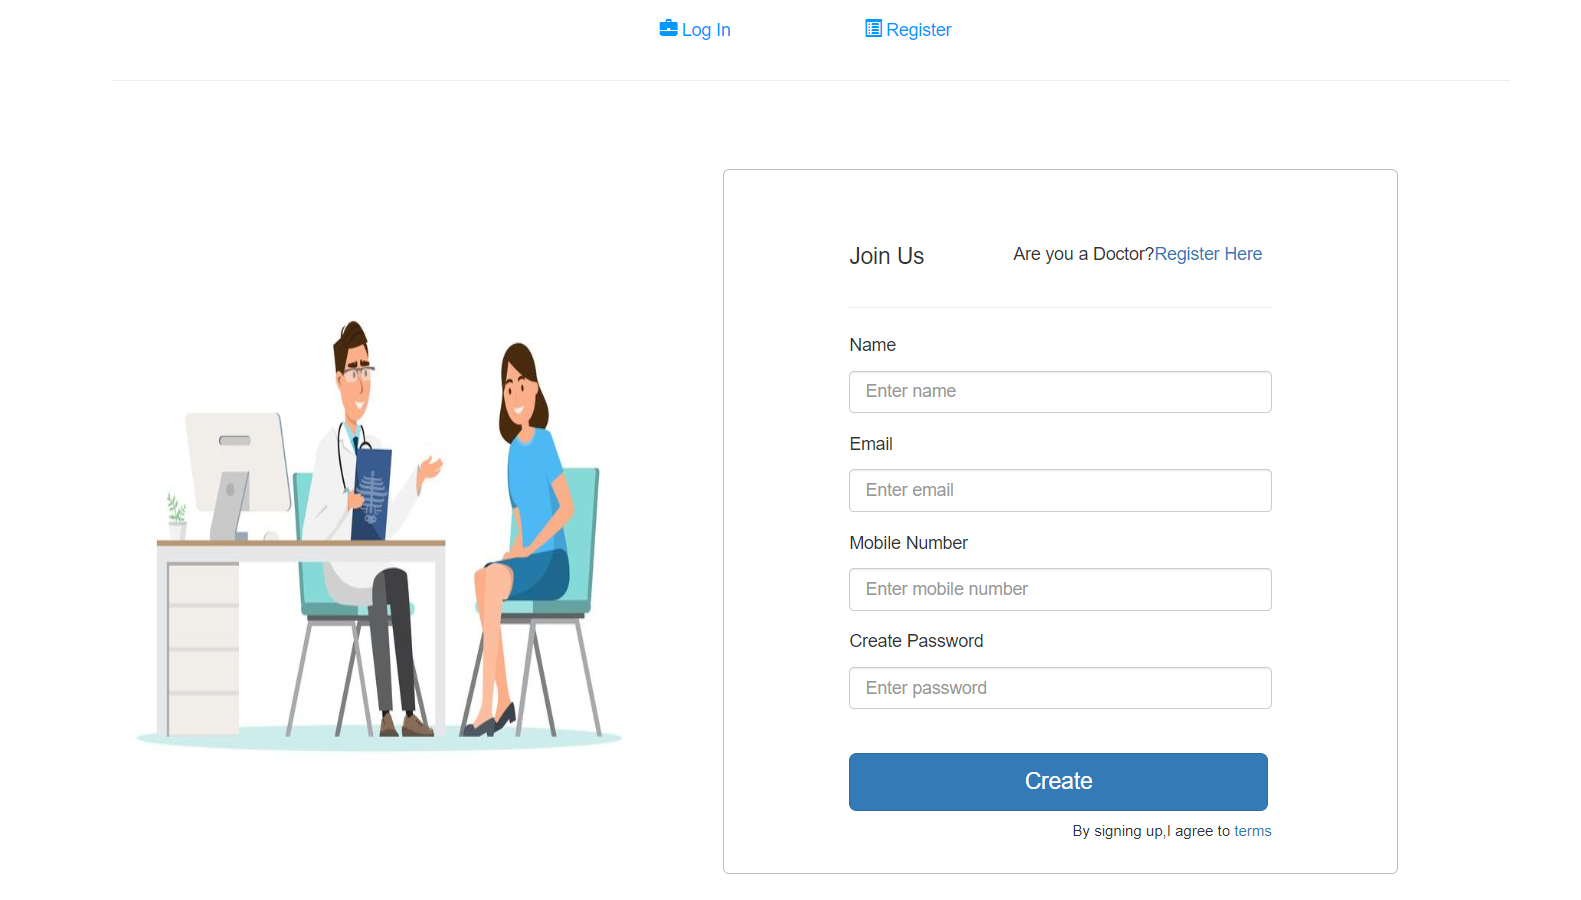 Log In Register
Join Us Are you a Doctor?Register Here
Name
Enter name
Email
Enter email
Mobile Number
Enter mobile number
Create Password
Enter password
Create
By signing up,I agree to terms